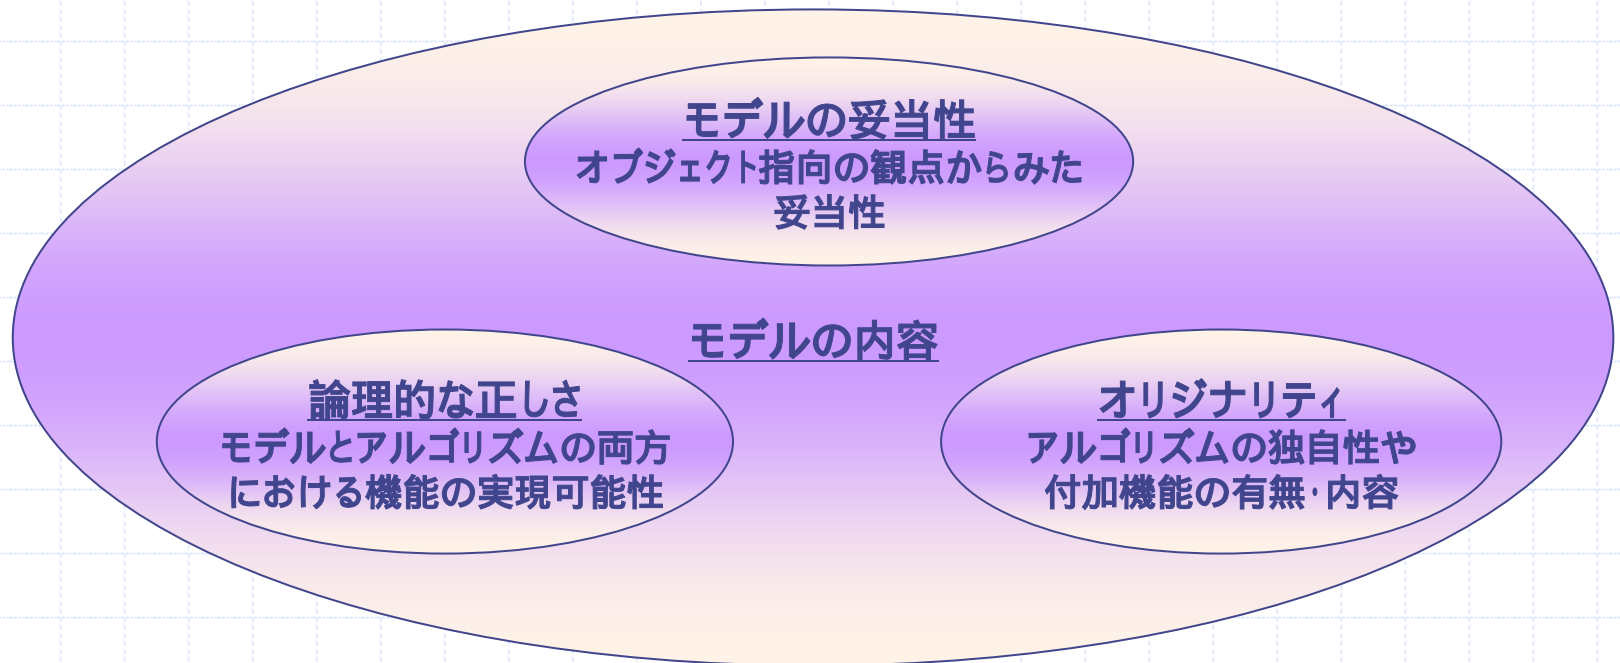 モデルの妥当性
オブジェクト指向の観点からみた
妥当性
モデルの内容
論理的な正しさ
モデルとアルゴリズムの両方
における機能の実現可能性
オリジナリティ
アルゴリズムの独自性や
付加機能の有無・内容